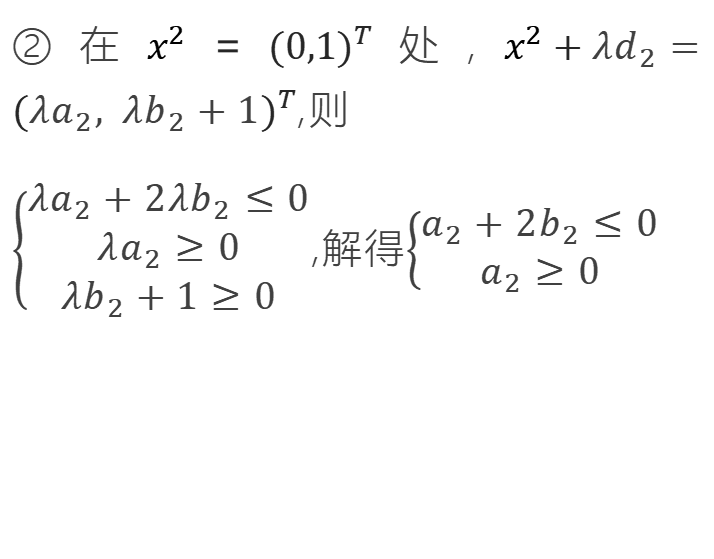 ② 在 x² = (0,1)ᵀ 处，x² + λd₂ =
(λa₂, λb₂ + 1)ᵀ,则
{λa₂ + 2λb₂ ≤ 0
λa₂ ≥ 0
λb₂ + 1 ≥ 0
,解得{a₂ + 2b₂ ≤ 0
a₂ ≥ 0